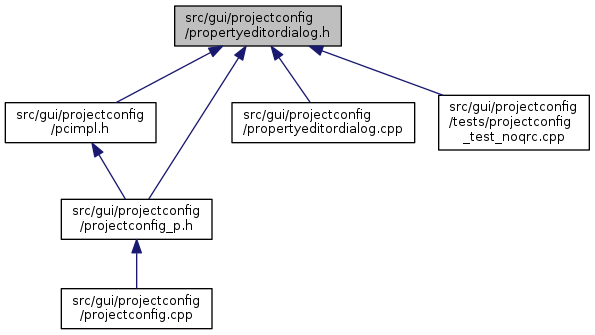 src/gui/projectconfig
/propertyeditordialog.h
src/gui/projectconfig
/pcimpl.h
src/gui/projectconfig
/propertyeditordialog.cpp
src/gui/projectconfig
/tests/projectconfig
_test_noqrc.cpp
src/gui/projectconfig
/projectconfig_p.h
src/gui/projectconfig
/projectconfig.cpp